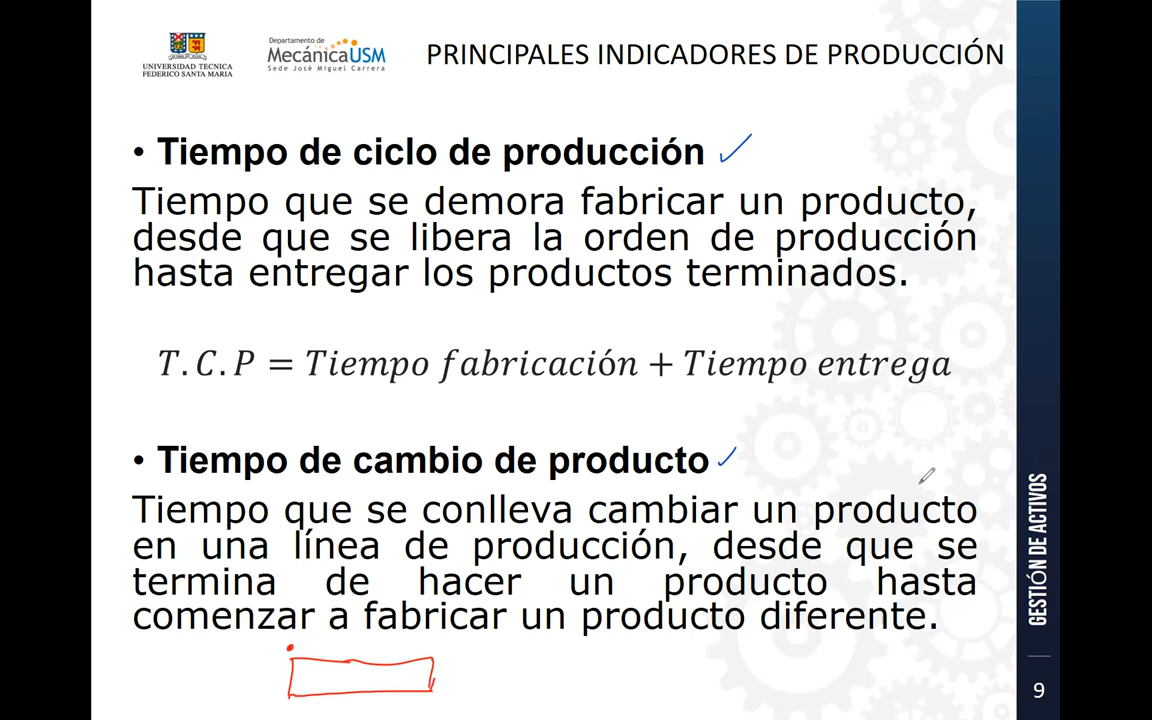 UNIVERSIDAD TECNICA
FEDERICO SANTA MARIA
Departamento de
MecánicaUSM
Sede José Miguel Carrera
PRINCIPALES INDICADORES DE PRODUCCIÓN
• Tiempo de ciclo de producción
Tiempo que se demora fabricar un producto,
desde que se libera la orden de producción
hasta entregar los productos terminados.
T.C.P = Tiempo fabricación + Tiempo entrega
• Tiempo de cambio de producto
Tiempo que se conlleva cambiar un producto
en una línea de producción, desde que se
termina de hacer un producto hasta
comenzar a fabricar un producto diferente.
GESTIÓN DE ACTIVOS
9